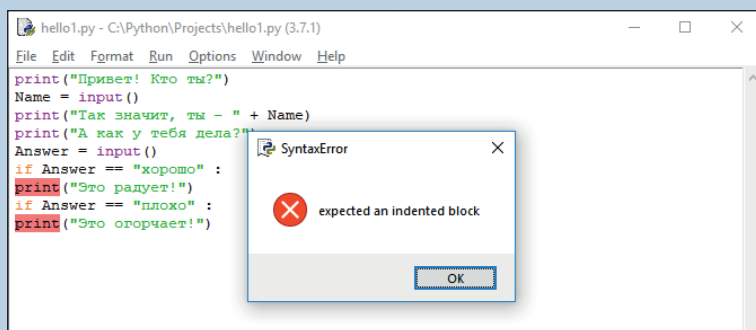 hello1.py - C:\Python\Projects\hello1.py (3.7.1)
File Edit Format Run Options Window Help
print("Привет! Кто ты?")
Name = input()
print("Так значит, ты - " + Name)
print("А как у тебя дела?")
Answer = input()
if Answer == "хорошо" :
print("Это радует!")
if Answer == "плохо" :
print("Это огорчает!")
SyntaxError
expected an indented block
OK